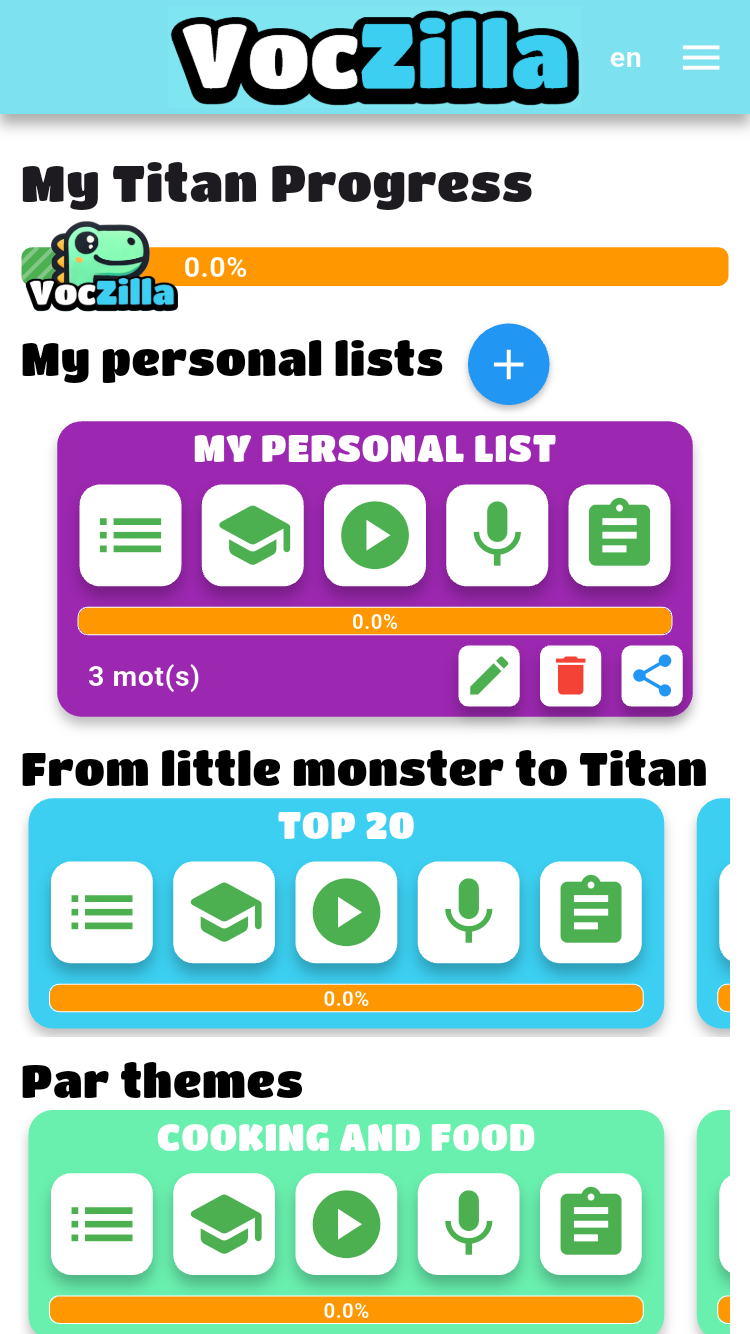 VocZilla
en
My Titan Progress
0.0%
VocZilla
My personal lists
MY PERSONAL LIST
0.0%
3 mot(s)
From little monster to Titan
TOP 20
0.0%
Par themes
COOKING AND FOOD
0.0%